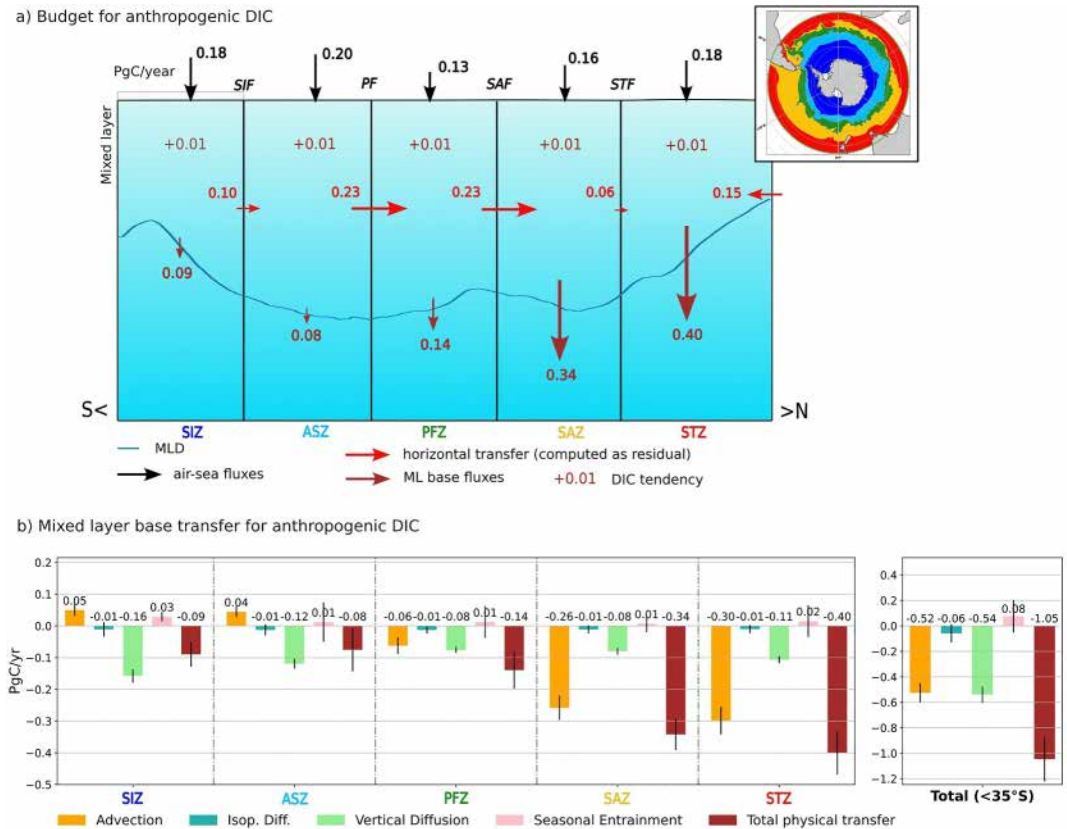 a) Budget for anthropogenic DIC
PgC/year
0.18 0.20 0.13 0.16 0.18
SIF PF SAF STF
Mixed layer
+0.01 +0.01 +0.01 +0.01 +0.01
0.10 0.23 0.23 0.06 0.15
0.09 0.08 0.14 0.34 0.40
S< >N
SIZ ASZ PFZ SAZ STZ
MLD
air-sea fluxes
horizontal transfer (computed as residual)
ML base fluxes
+0.01 DIC tendency
b) Mixed layer base transfer for anthropogenic DIC
PgC/yr
0.2
0.1
0.0
−0.1
−0.2
−0.3
−0.4
−0.5
0.05 -0.01 -0.16 0.03 -0.09
0.04 -0.01 -0.12 0.01 -0.08
-0.06 -0.01 -0.08 0.01 -0.14
-0.26 -0.01 -0.08 0.01 -0.34
-0.30 -0.01 -0.11 0.02 -0.40
SIZ ASZ PFZ SAZ STZ
0.4
0.2
0.0
−0.2
−0.4
−0.6
−0.8
−1.0
−1.2
-0.52 -0.06 -0.54 0.08 -1.05
Total (<35°S)
Advection Isop. Diff. Vertical Diffusion Seasonal Entrainment Total physical transfer